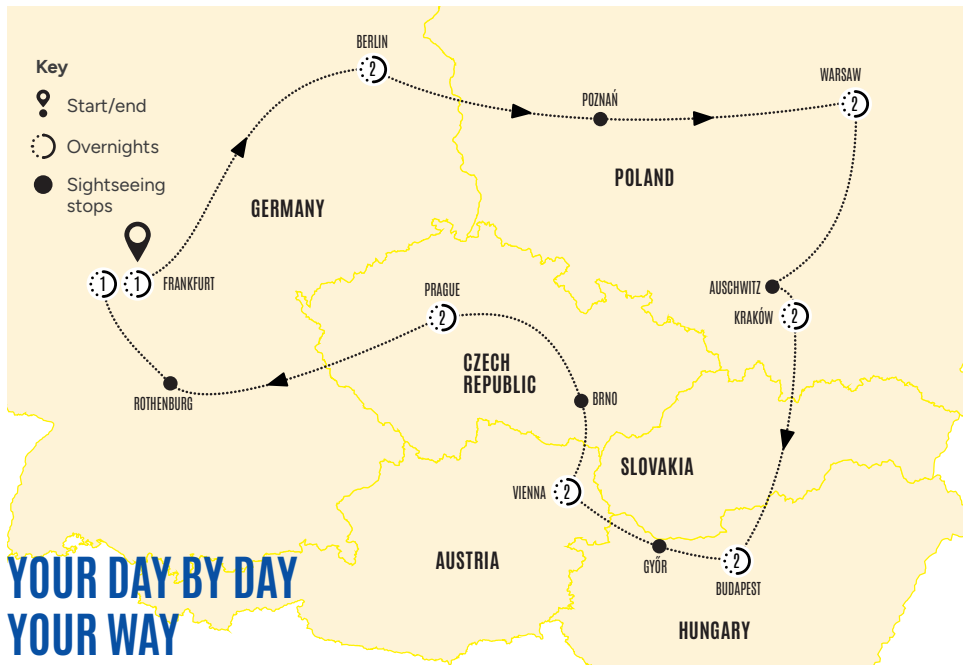 Key
Start/end
Overnights
Sightseeing
stops
BERLIN
2
POZNAŃ
WARSAW
2
POLAND
GERMANY
1
1
FRANKFURT
AUSCHWITZ
KRAKÓW
2
PRAGUE
2
CZECH
REPUBLIC
ROTHENBURG
BRNO
SLOVAKIA
VIENNA
2
AUSTRIA
GYŐR
2
BUDAPEST
HUNGARY
YOUR DAY BY DAY
YOUR WAY